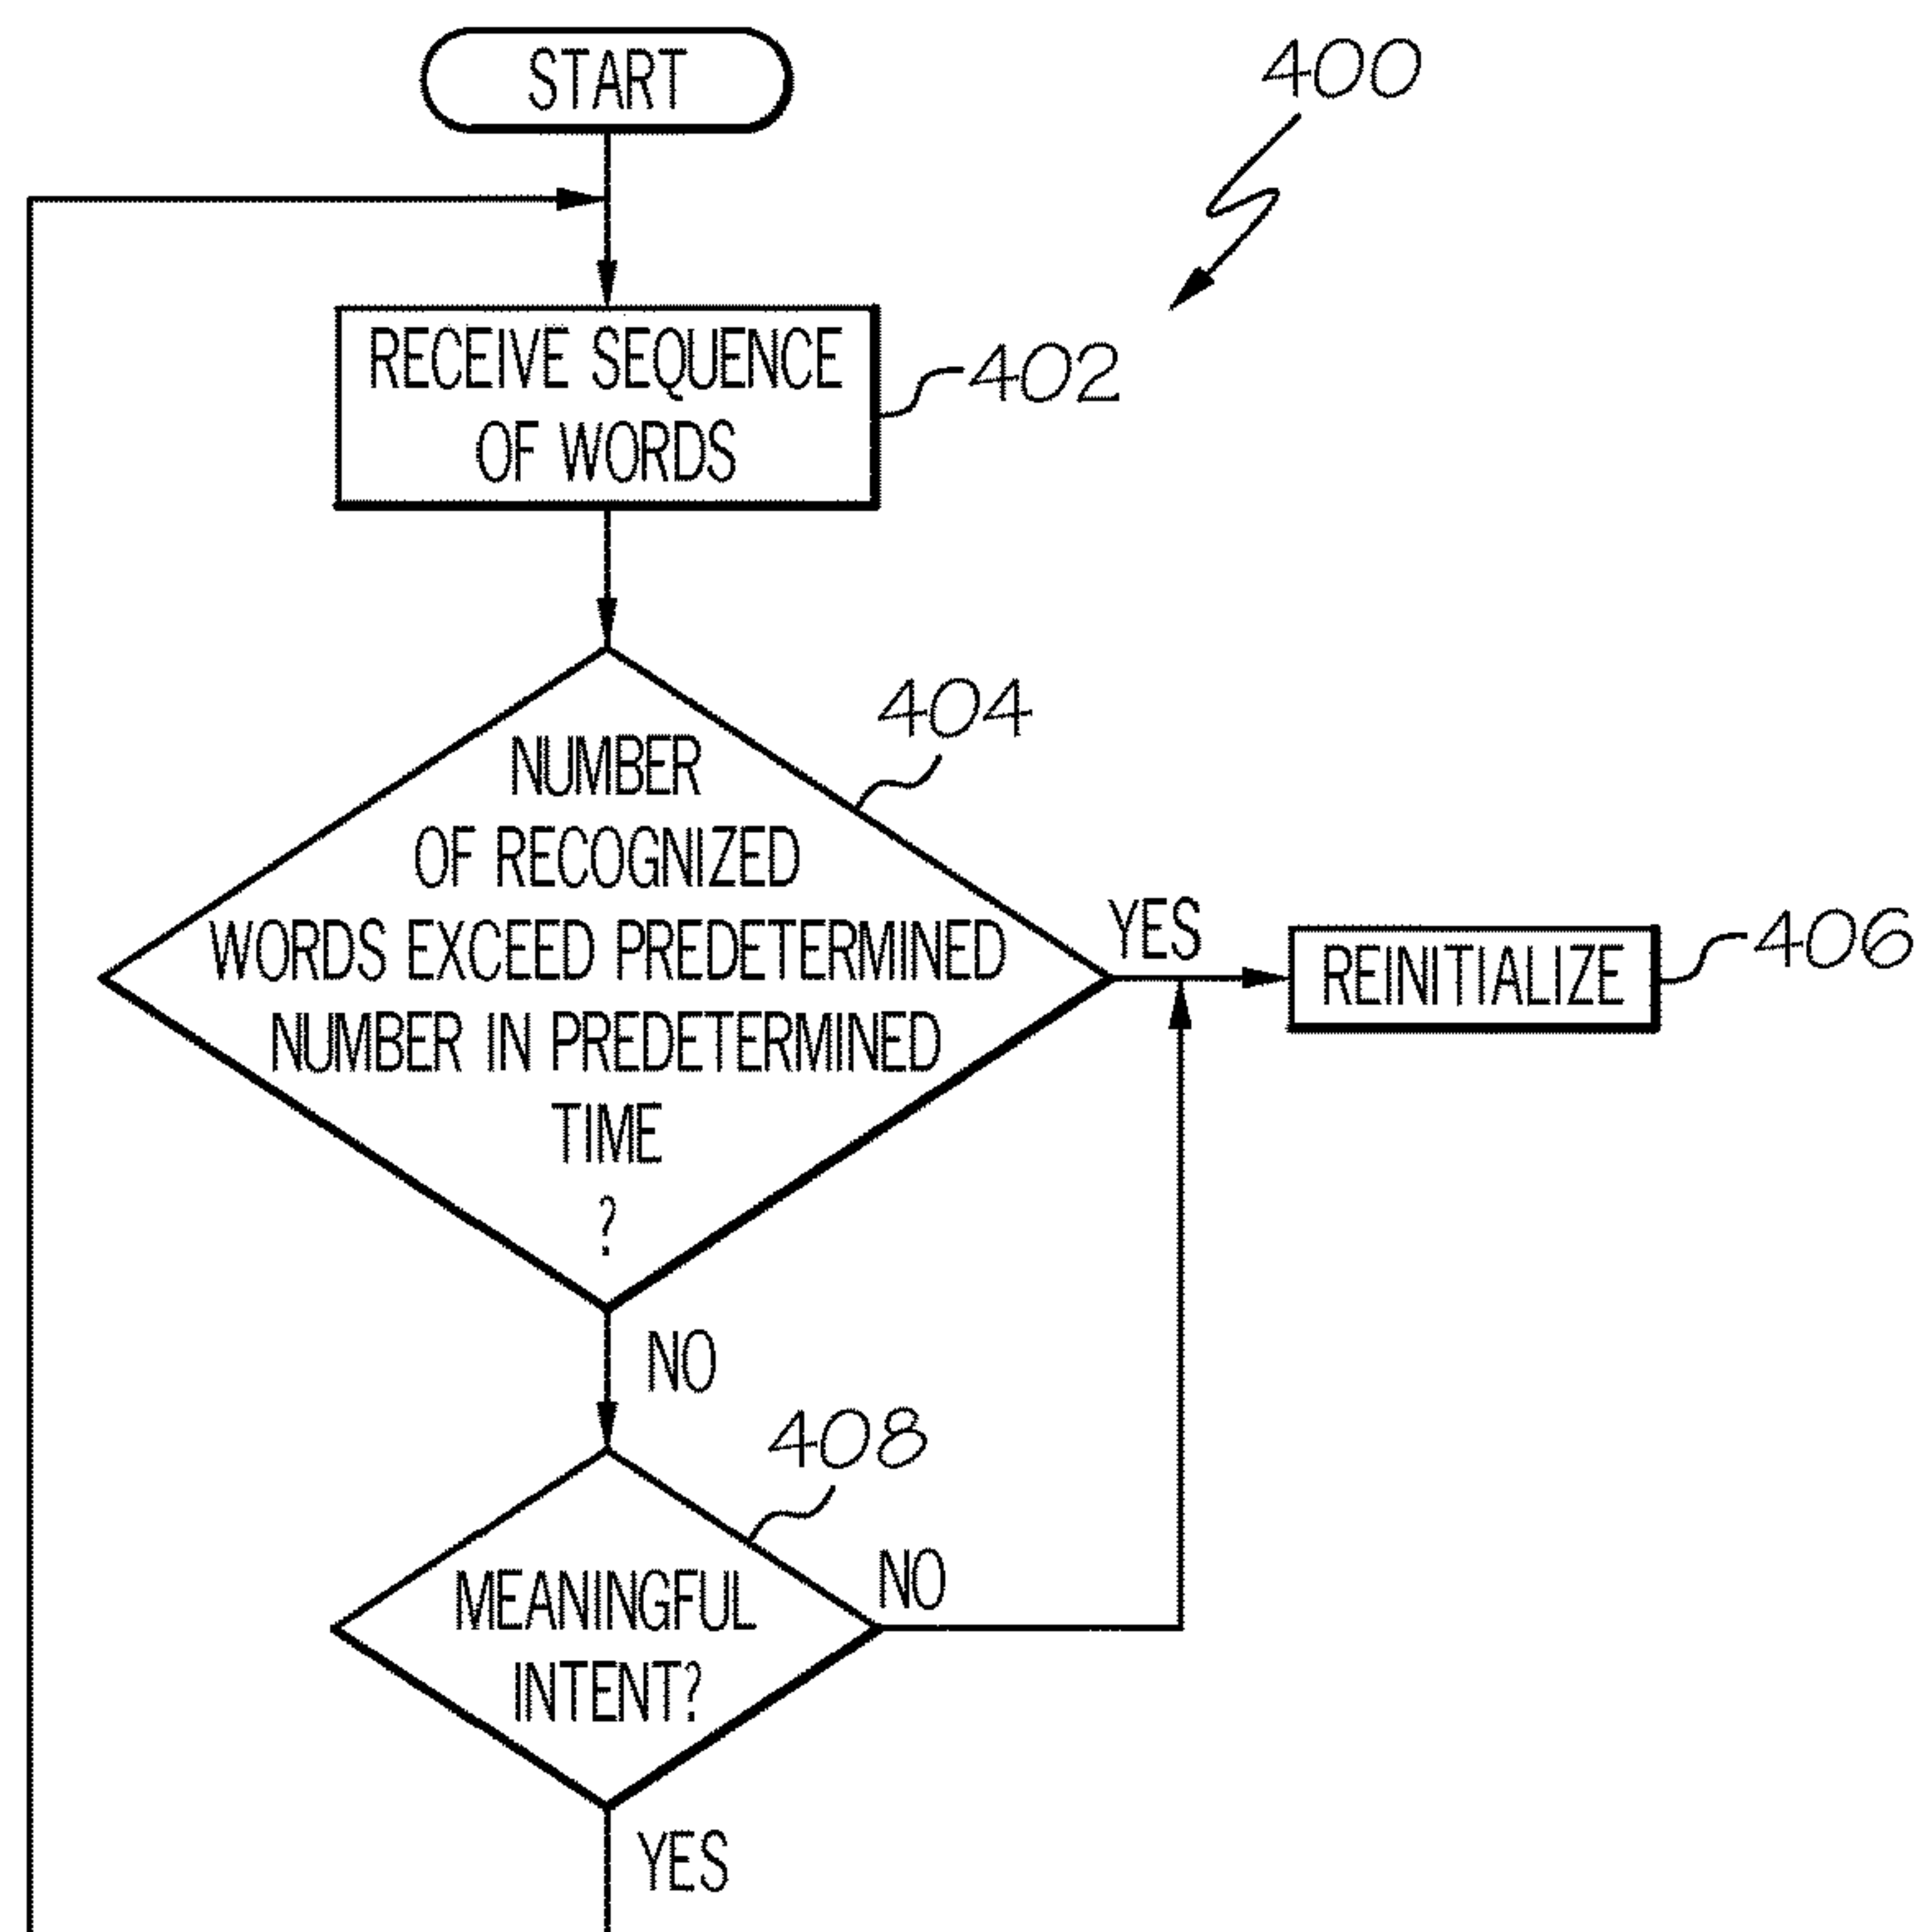 START
400
RECEIVE SEQUENCE
OF WORDS
402
404
NUMBER
OF RECOGNIZED
WORDS EXCEED PREDETERMINED
NUMBER IN PREDETERMINED
TIME
?
YES
REINITIALIZE
406
NO
408
MEANINGFUL
INTENT?
NO
YES